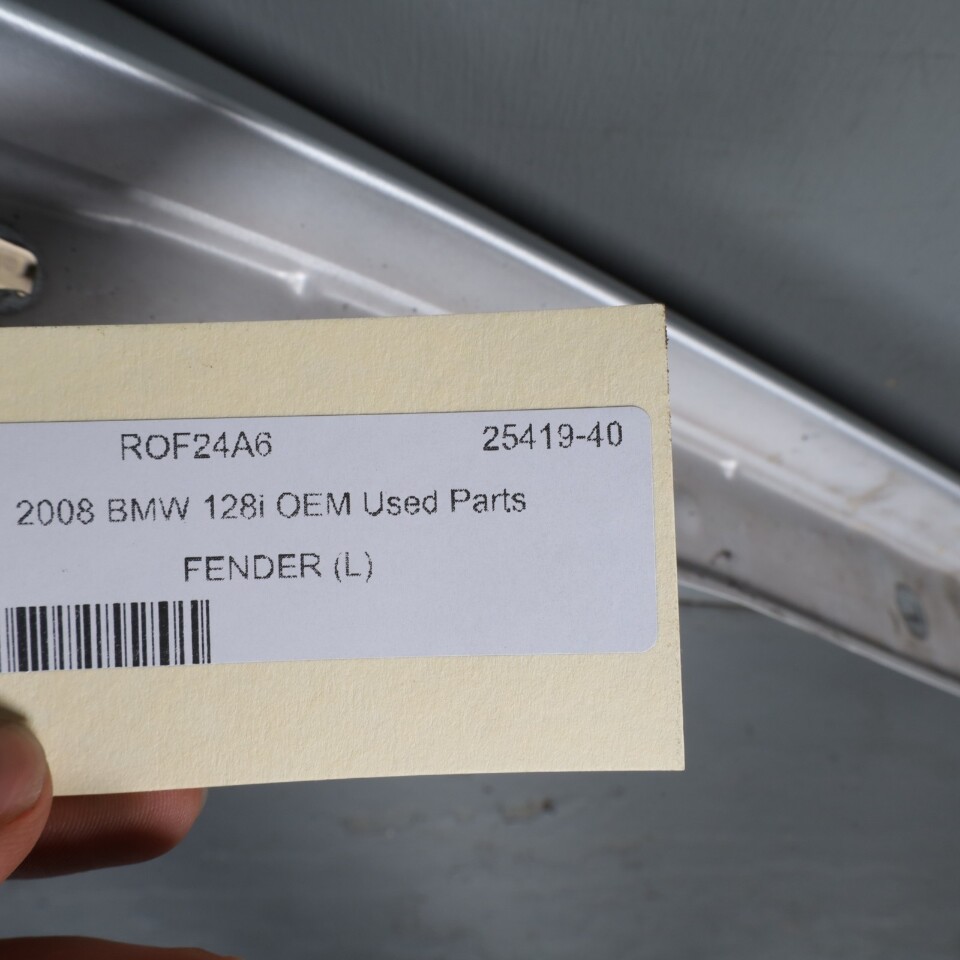 ROF24A6 25419-40
2008 BMW 128i OEM Used Parts
FENDER (L)